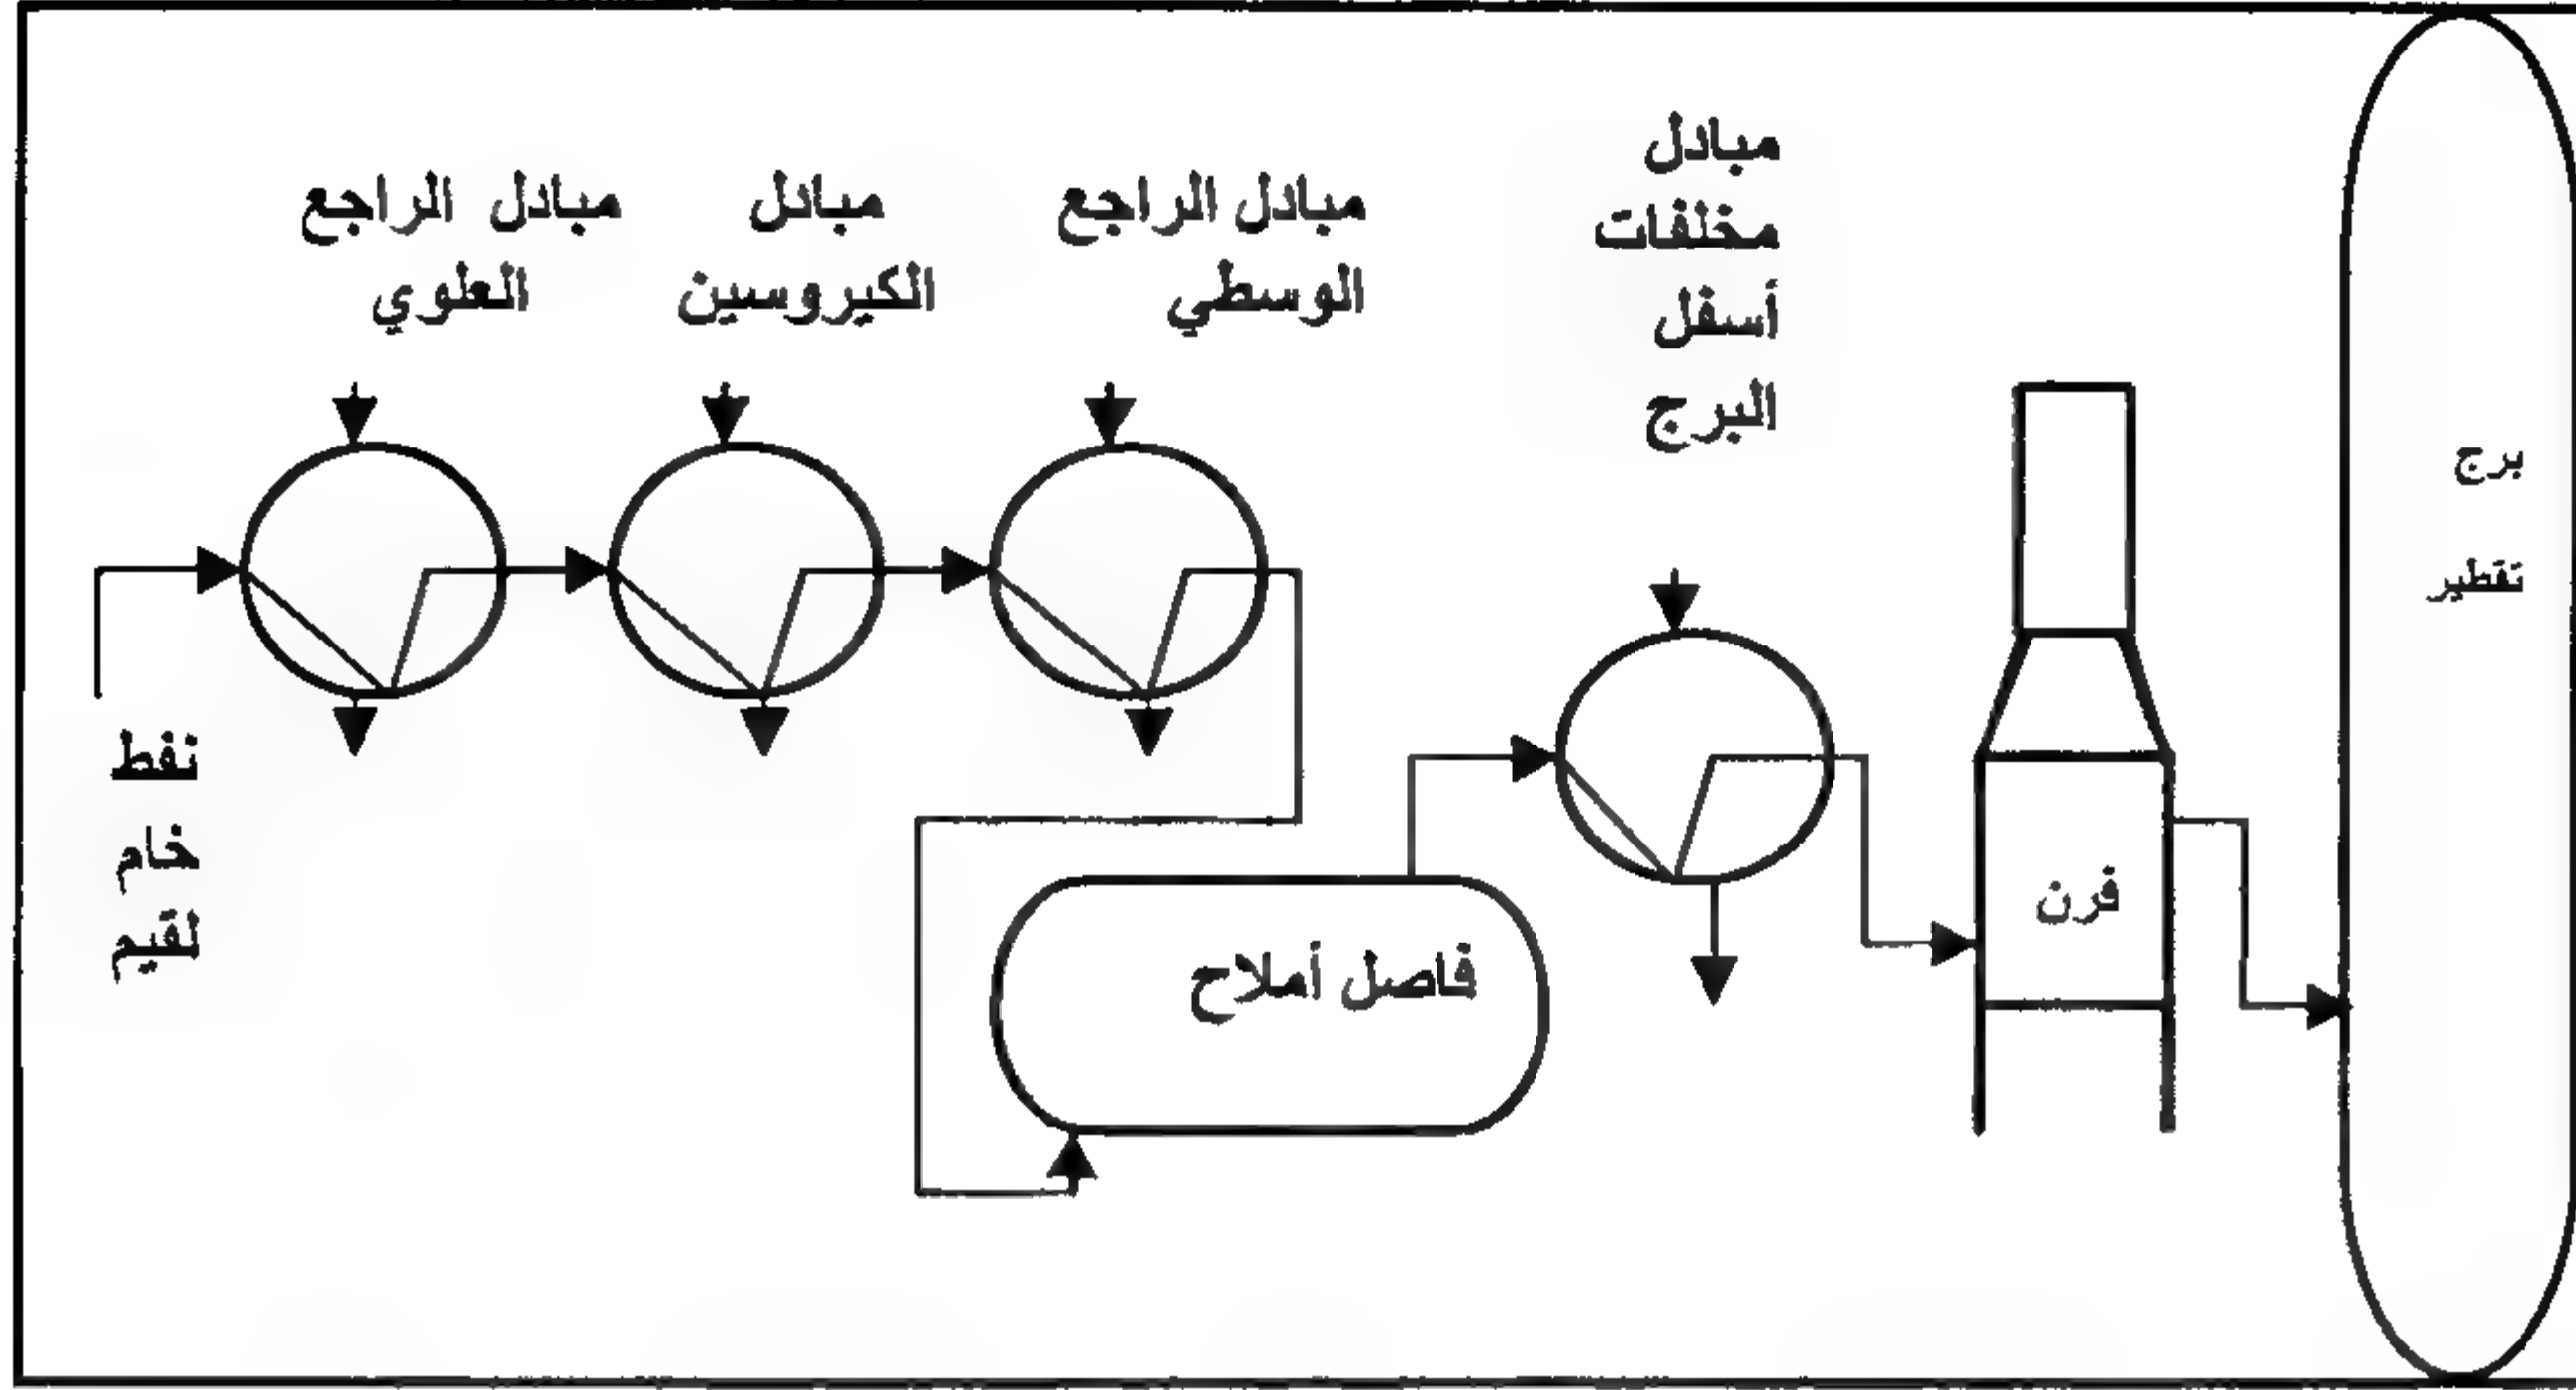 مبادل الراجع
العلوي
مبادل
الكيروسين
مبادل الراجع
الوسطي
مبادل
مخلفات
أسفل
البرج
برج
تقطير
نفط
خام
لقيم
فاصل أملاح
فرن